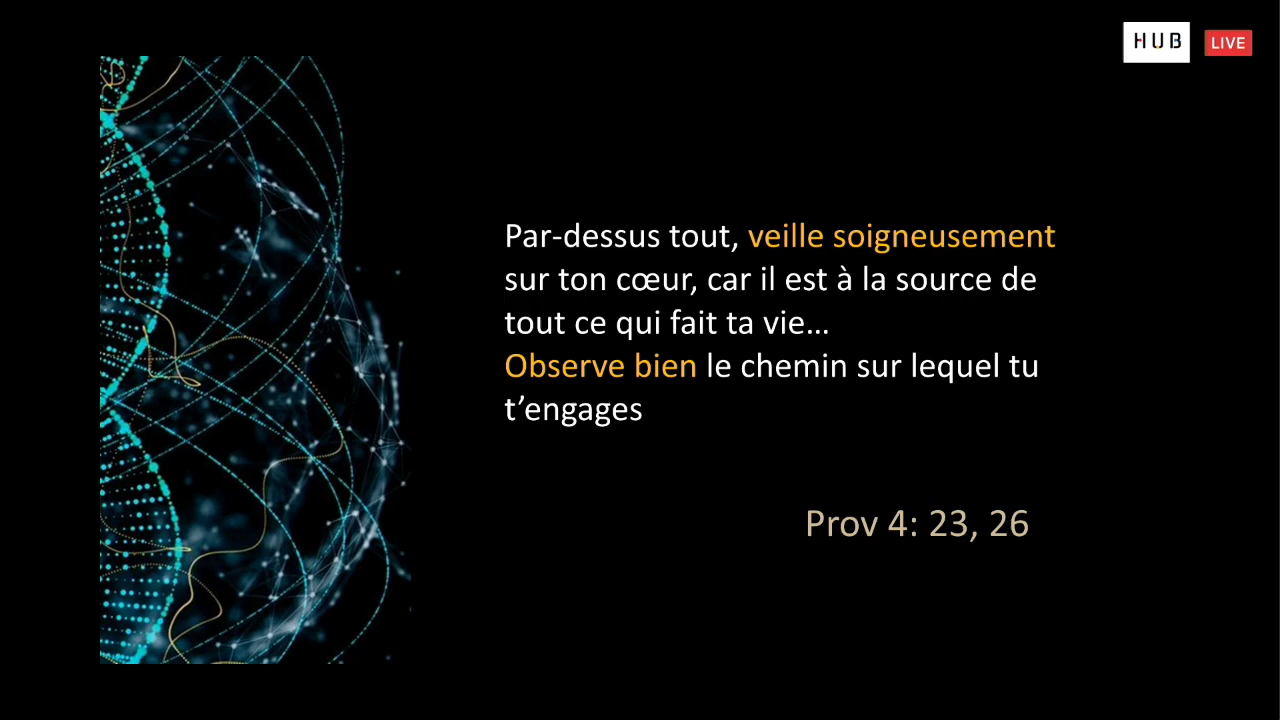 HUB LIVE
Par-dessus tout, veille soigneusement
sur ton cœur, car il est à la source de
tout ce qui fait ta vie…
Observe bien le chemin sur lequel tu
t’engages
Prov 4: 23, 26